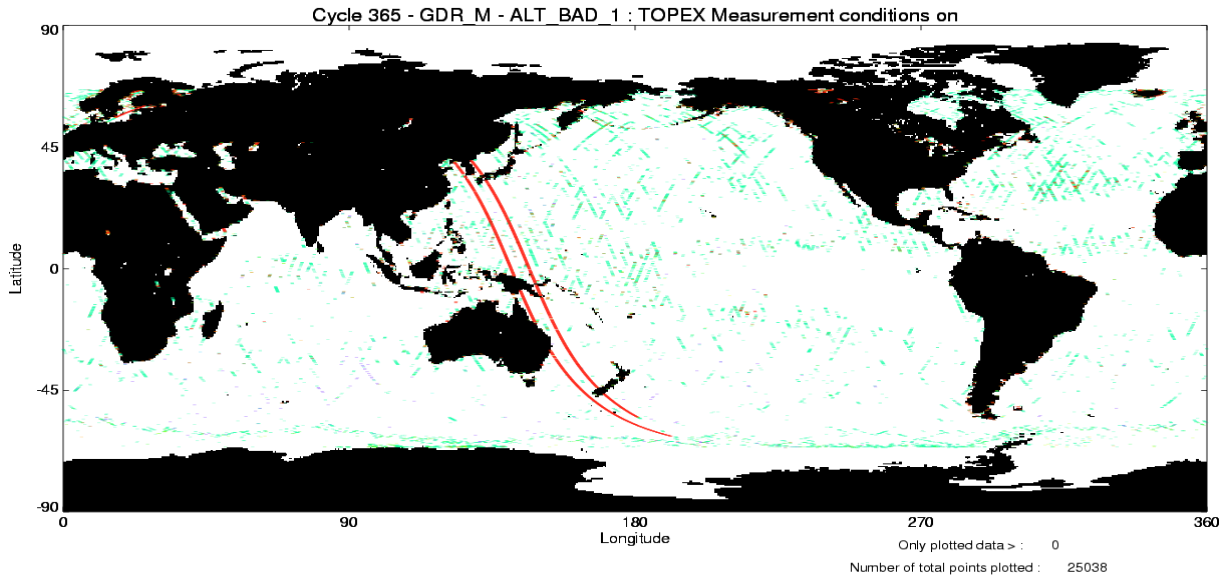 Cycle 365 - GDR_M - ALT_BAD_1 : TOPEX Measurement conditions on
90
45
0
-45
-90
Latitude
0 90 180 270 360
Longitude
Only plotted data > : 0
Number of total points plotted : 25038